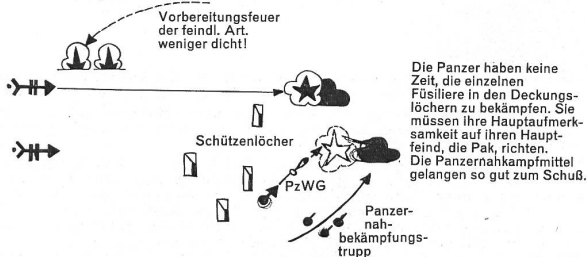 Vorbereitungsfeuer
der feindl. Art.
weniger dicht!
Die Panzer haben keine
Zeit, die einzelnen
Füsiliere in den Deckungs-
löchern zu bekämpfen. Sie
müssen ihre Hauptaufmerk-
samkeit auf ihren Haupt-
feind, die Pak, richten.
Die Panzernahkampfmittel
gelangen so gut zum Schuß.
Schützenlöcher
PzWG
Panzer-
nah-
bekämpfungs-
trupp